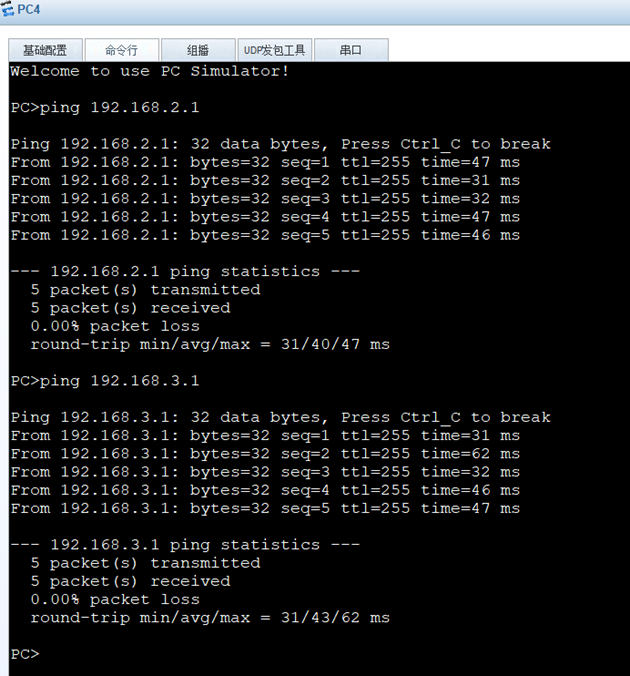 PC4
基础配置 命令行 组播 UDP发包工具 串口
Welcome to use PC Simulator!
PC>ping 192.168.2.1
Ping 192.168.2.1: 32 data bytes, Press Ctrl_C to break
From 192.168.2.1: bytes=32 seq=1 ttl=255 time=47 ms
From 192.168.2.1: bytes=32 seq=2 ttl=255 time=31 ms
From 192.168.2.1: bytes=32 seq=3 ttl=255 time=32 ms
From 192.168.2.1: bytes=32 seq=4 ttl=255 time=47 ms
From 192.168.2.1: bytes=32 seq=5 ttl=255 time=46 ms
--- 192.168.2.1 ping statistics ---
5 packet(s) transmitted
5 packet(s) received
0.00% packet loss
round-trip min/avg/max = 31/40/47 ms
PC>ping 192.168.3.1
Ping 192.168.3.1: 32 data bytes, Press Ctrl_C to break
From 192.168.3.1: bytes=32 seq=1 ttl=255 time=31 ms
From 192.168.3.1: bytes=32 seq=2 ttl=255 time=62 ms
From 192.168.3.1: bytes=32 seq=3 ttl=255 time=32 ms
From 192.168.3.1: bytes=32 seq=4 ttl=255 time=46 ms
From 192.168.3.1: bytes=32 seq=5 ttl=255 time=47 ms
--- 192.168.3.1 ping statistics ---
5 packet(s) transmitted
5 packet(s) received
0.00% packet loss
round-trip min/avg/max = 31/43/62 ms
PC>